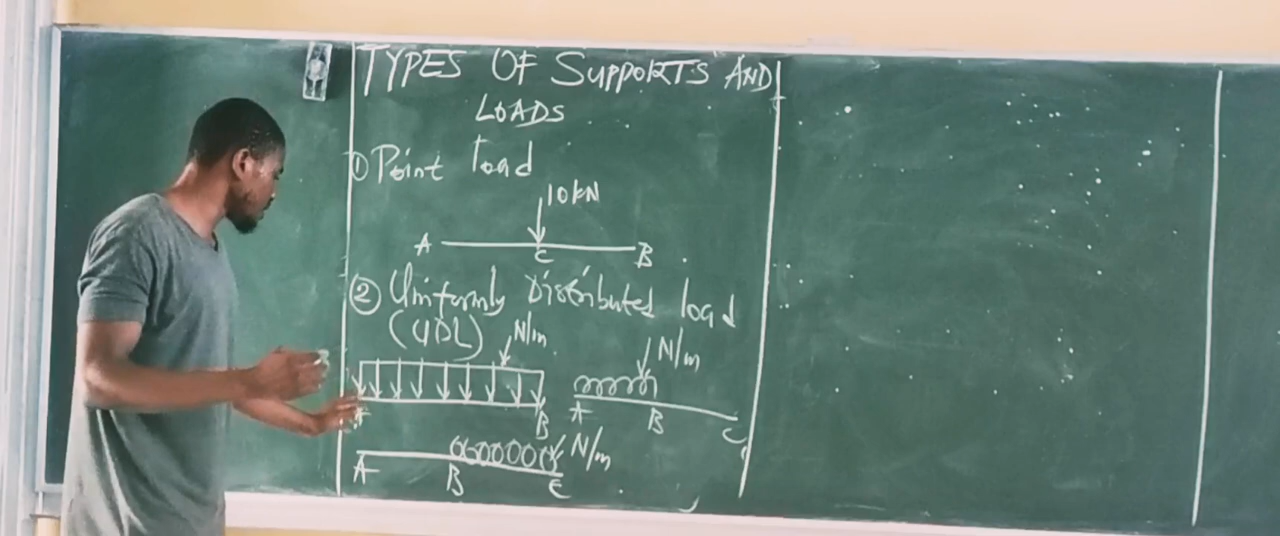 TYPES OF SUPPORTS AND
LOADS
① Point load
10kN
A C B
② Uniformly Distributed load
(UDL)
N/m
A B
N/m
A B C
N/m
A B C